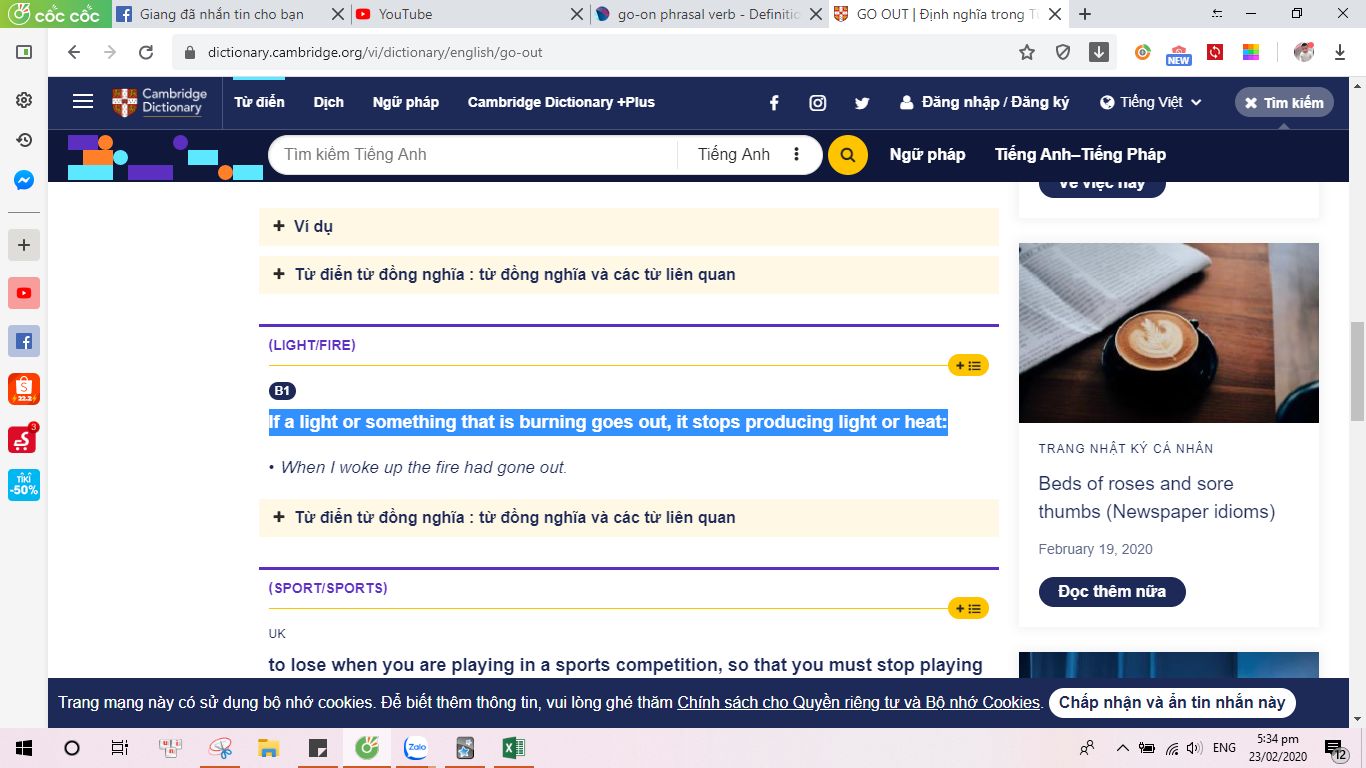 cốc cốc
Giang đã nhắn tin cho bạn
YouTube
go-on phrasal verb - Definitio
GO OUT | Định nghĩa trong T
dictionary.cambridge.org/vi/dictionary/english/go-out
NEW
Cambridge
Dictionary
Từ điển Dịch Ngữ pháp Cambridge Dictionary +Plus
Đăng nhập / Đăng ký
Tiếng Việt
Tìm kiếm
Tìm kiếm Tiếng Anh
Tiếng Anh
Ngữ pháp
Tiếng Anh–Tiếng Pháp
Về việc này
+ Ví dụ
+ Từ điển từ đồng nghĩa : từ đồng nghĩa và các từ liên quan
(LIGHT/FIRE)
B1
If a light or something that is burning goes out, it stops producing light or heat:
• When I woke up the fire had gone out.
+ Từ điển từ đồng nghĩa : từ đồng nghĩa và các từ liên quan
(SPORT/SPORTS)
UK
to lose when you are playing in a sports competition, so that you must stop playing
TRANG NHẬT KÝ CÁ NHÂN
Beds of roses and sore
thumbs (Newspaper idioms)
February 19, 2020
Đọc thêm nữa
22.2
3
TIKI
-50%
Trang mạng này có sử dụng bộ nhớ cookies. Để biết thêm thông tin, vui lòng ghé thăm Chính sách cho Quyền riêng tư và Bộ nhớ Cookies.
Chấp nhận và ẩn tin nhắn này
Zalo
ENG
5:34 pm
23/02/2020
12